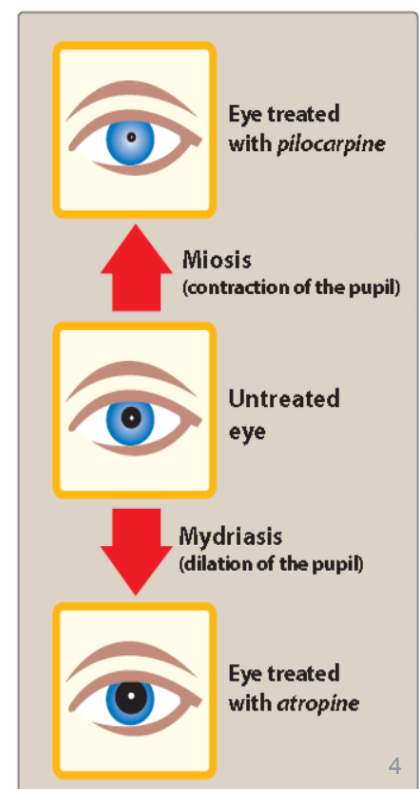 Eye treated
with pilocarpine
Miosis
(contraction of the pupil)
Untreated
eye
Mydriasis
(dilation of the pupil)
Eye treated
with atropine
4